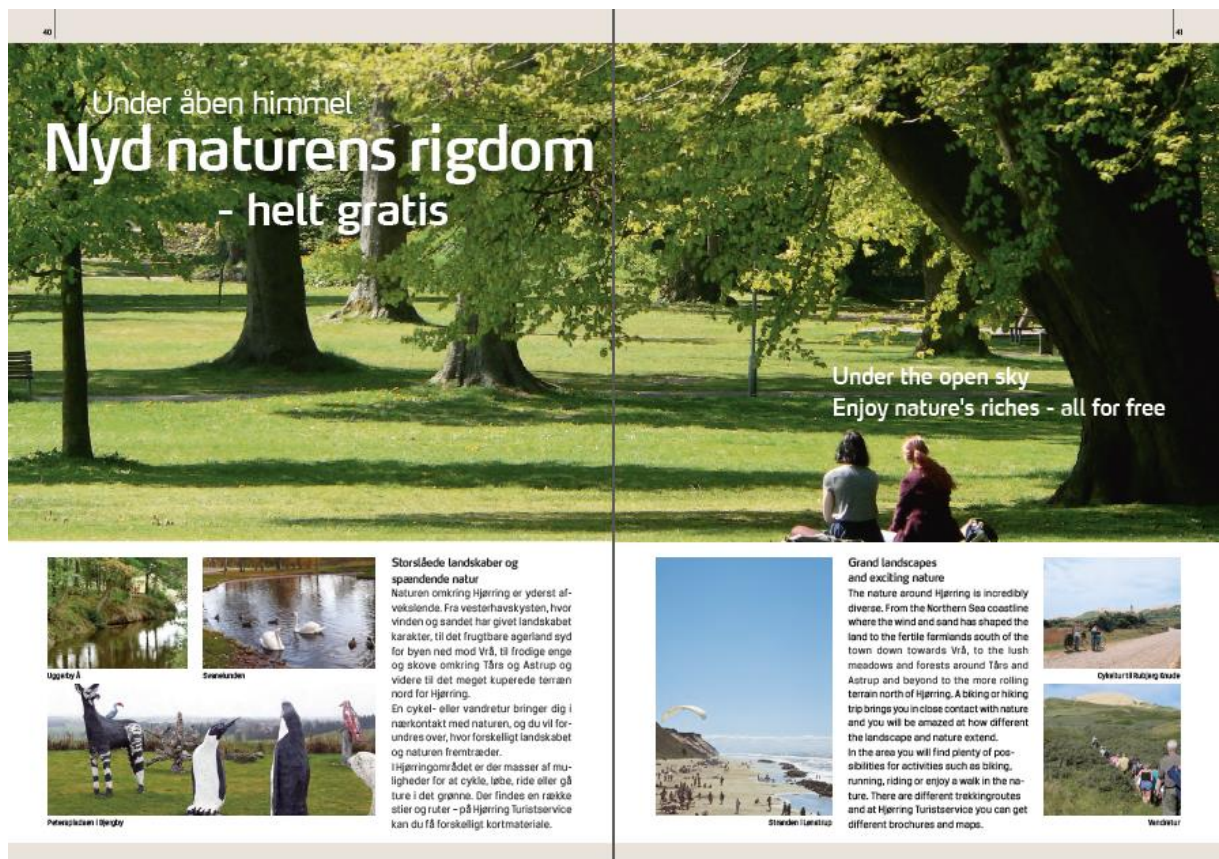 40
Under åben himmel
Nyd naturens rigdom
- helt gratis
Uggerby Å
Svanelunden
Peterspladsen i Bjergby
Storslåede landskaber og
spændende natur
Naturen omkring Hjørring er yderst af-
vekslende. Fra vesterhavskysten, hvor
vinden og sandet har givet landskabet
karakter, til det frugtbare agerland syd
for byen ned mod Vrå, til frodige enge
og skove omkring Tårs og Astrup og
videre til det meget kuperede terræn
nord for Hjørring.
En cykel- eller vandretur bringer dig i
nærkontakt med naturen, og du vil for-
undres over, hvor forskelligt landskabet
og naturen fremtræder.
I Hjørringområdet er der masser af mu-
ligheder for at cykle, løbe, ride eller gå
ture i det grønne. Der findes en række
stier og ruter – på Hjørring Turistservice
kan du få forskelligt kortmateriale.
41
Under the open sky
Enjoy nature's riches - all for free
Stranden i Lønstrup
Grand landscapes
and exciting nature
The nature around Hjørring is incredibly
diverse. From the Northern Sea coastline
where the wind and sand has shaped the
land to the fertile farmlands south of the
town down towards Vrå, to the lush
meadows and forests around Tårs and
Astrup and beyond to the more rolling
terrain north of Hjørring. A biking or hiking
trip brings you in close contact with nature
and you will be amazed at how different
the landscape and nature extend.
In the area you will find plenty of pos-
sibilities for activities such as biking,
running, riding or enjoy a walk in the na-
ture. There are different trekkingroutes
and at Hjørring Turistservice you can get
different brochures and maps.
Cykeltur til Rubjerg Knude
Vandretur